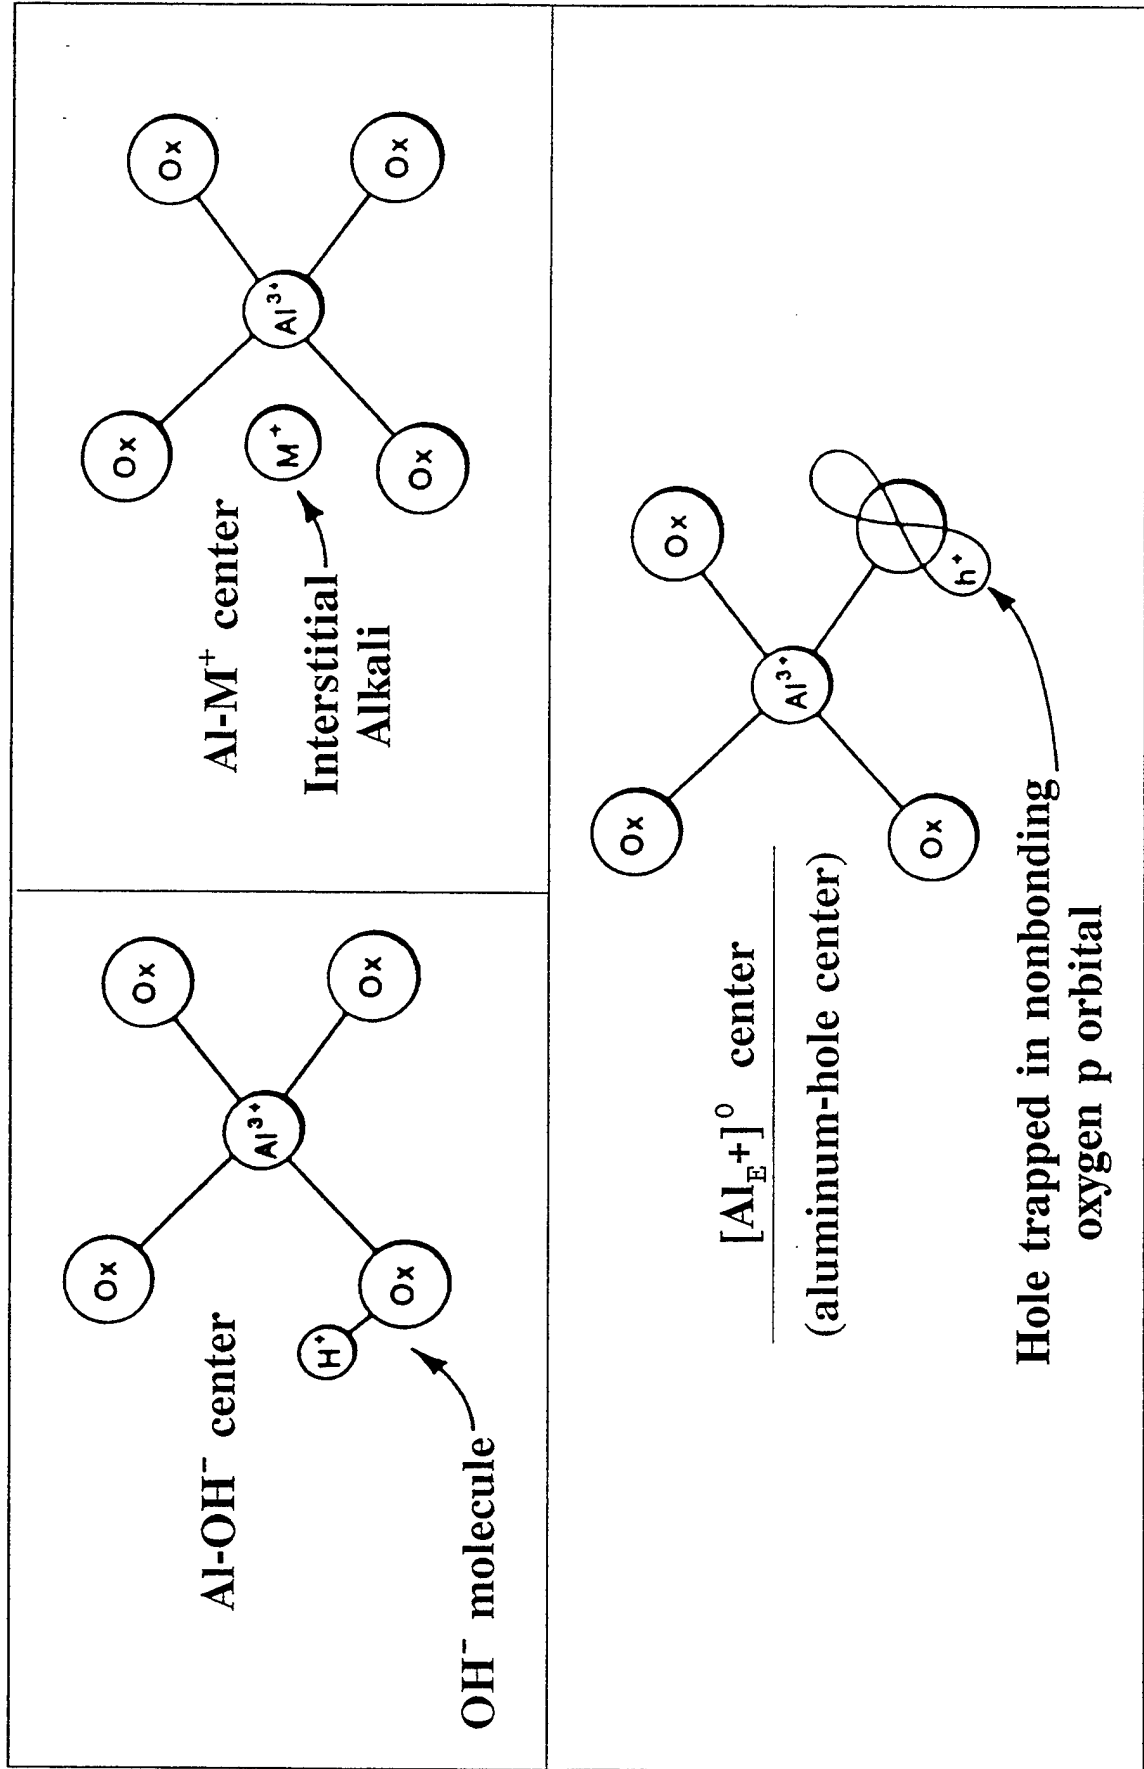 Al-OH⁻ center
Ox
Ox
Al³⁺
H⁺
Ox
Ox
OH⁻ molecule
Al-M⁺ center
Ox
Ox
M⁺
Al³⁺
Interstitial
Alkali
Ox
Ox
[Al_E+]⁰ center
(aluminum-hole center)
Ox
Ox
Al³⁺
Ox
h⁺
Hole trapped in nonbonding
oxygen p orbital